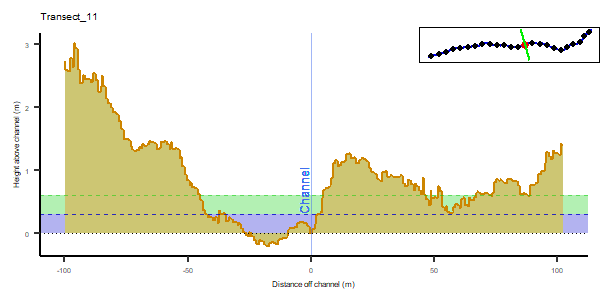 Transect_11
Height above channel (m)
3
2
1
0
Channel
-100
-50
0
50
100
Distance off channel (m)